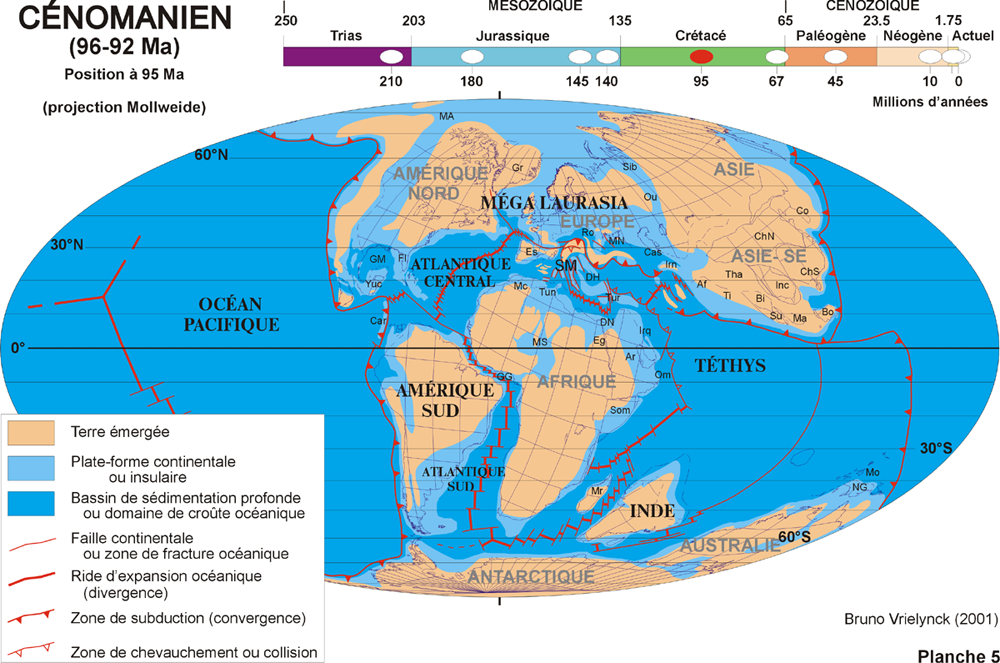 CÉNOMANIEN
(96-92 Ma)
Position à 95 Ma
(projection Mollweide)
MÉSOZOIQUE
CÉNOZOIQUE
250 203 135 65 23.5 1.75
Trias Jurassique Crétacé Paléogène Néogène Actuel
210 180 145 140 95 67 45 10 0
Millions d'années
MA
60°N
AMÉRIQUE
NORD
Gr
Sib
ASIE
Ou
MÉGA LAURASIA
EUROPE
Co
Ro
MN
ChN
30°N
GM
Fl
Es
Cas
Irn
ASIE- SE
ATLANTIQUE
CENTRAL
SM
DH
Tha
ChS
Yuc
Mc
Tun
Tur
Af
Ti
Inc
Bi
OCÉAN
PACIFIQUE
Car
DN
Irq
Su
Ma
Bo
0°
MS
Eg
Ar
TÉTHYS
GG
AFRIQUE
Om
AMÉRIQUE
SUD
Som
30°S
ATLANTIQUE
SUD
Mo
NG
Mr
INDE
60°S
AUSTRALIE
ANTARCTIQUE
Terre émergée
Plate-forme continentale
ou insulaire
Bassin de sédimentation profonde
ou domaine de croûte océanique
Faille continentale
ou zone de fracture océanique
Ride d'expansion océanique
(divergence)
Zone de subduction (convergence)
Zone de chevauchement ou collision
Bruno Vrielynck (2001)
Planche 5